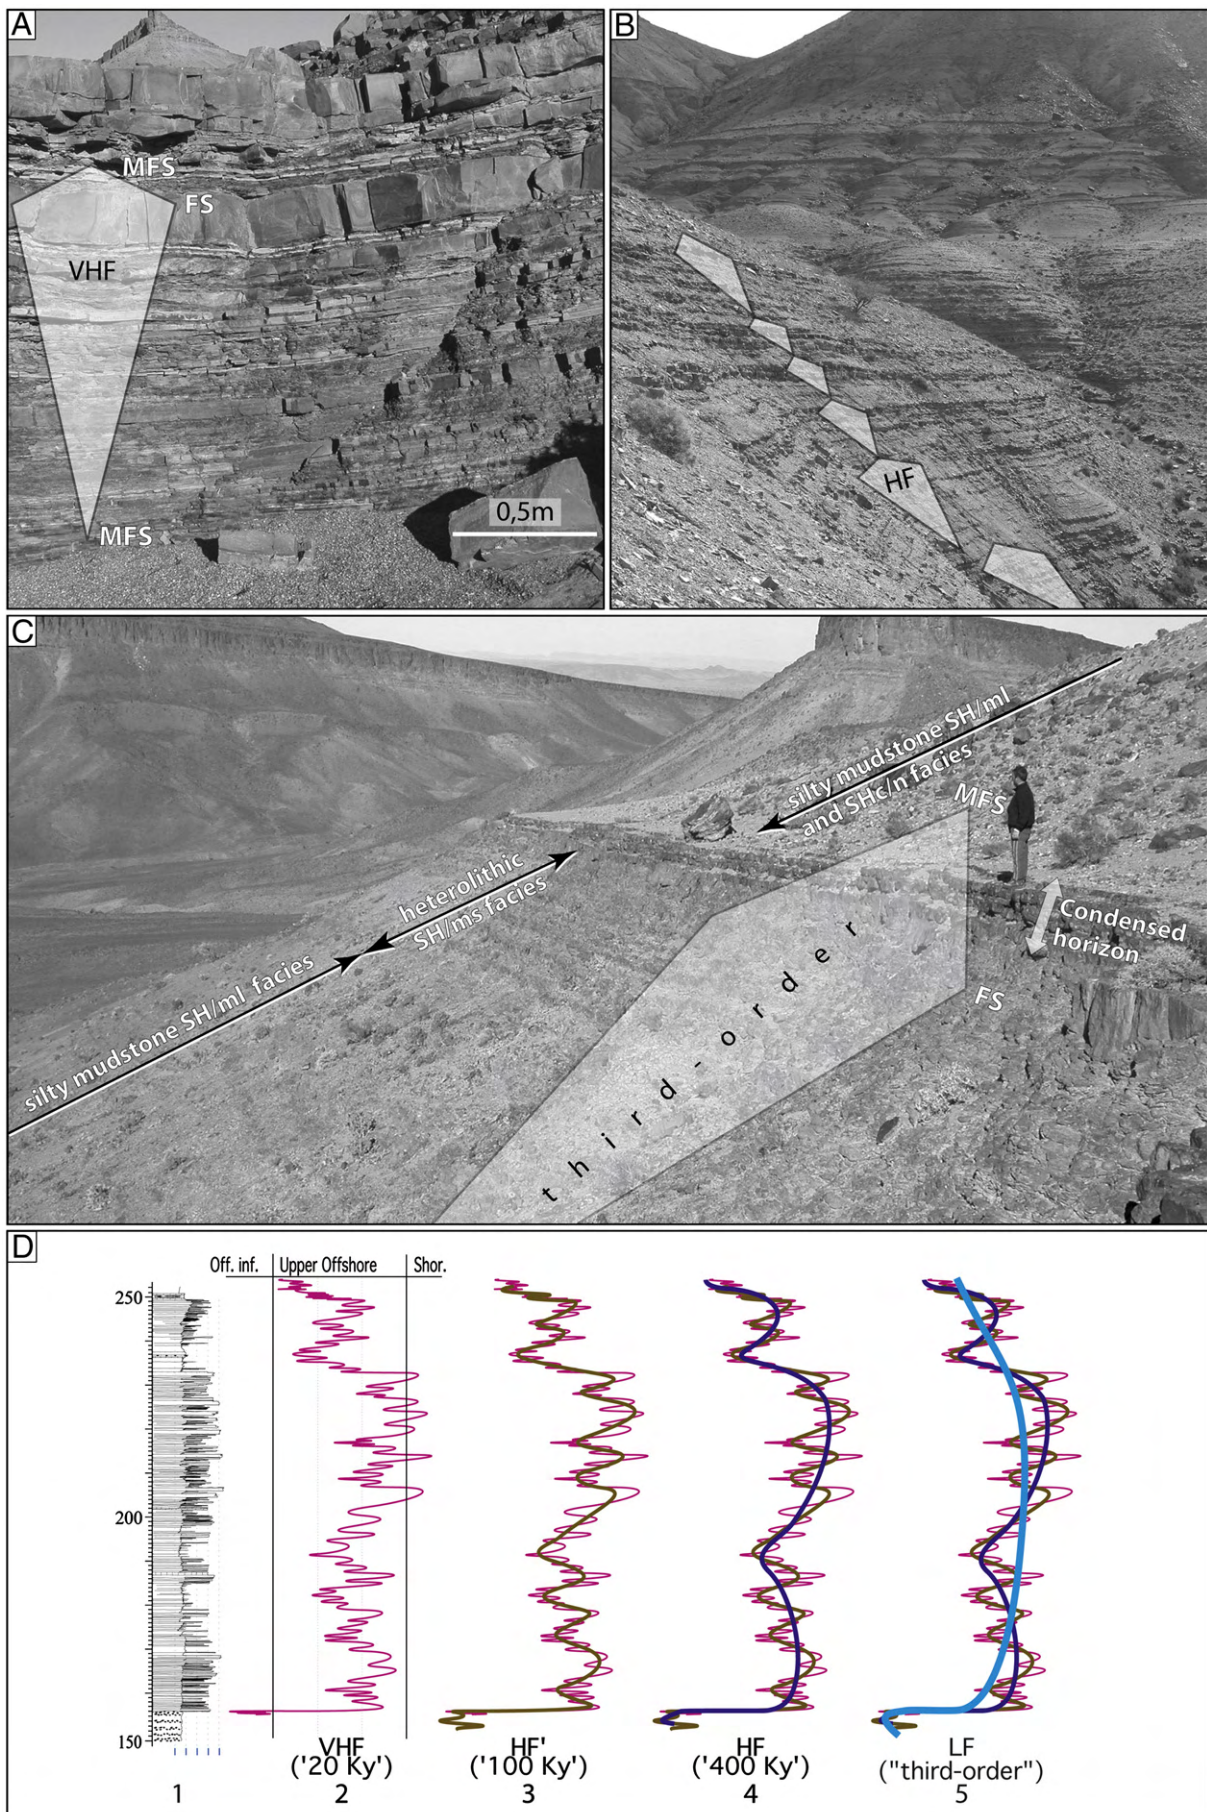 A
MFS
FS
VHF
MFS
0,5m
B
HF
C
silty mudstone SH/ml
and SHc/n facies
MFS
heterolithic
SH/ms facies
Condensed
horizon
silty mudstone SH/ml facies
FS
third-order
D
Off. inf. Upper Offshore Shor.
250
200
150
VHF HF' HF LF
('20 Ky') ('100 Ky') ('400 Ky') ("third-order")
1 2 3 4 5